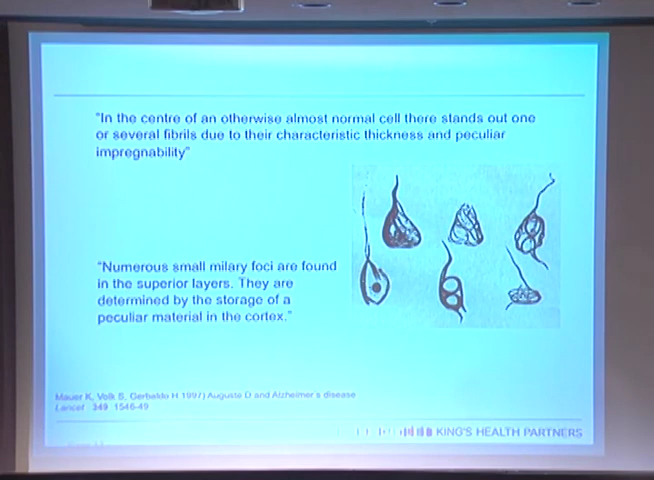 "In the centre of an otherwise almost normal cell there stands out one
or several fibrils due to their characteristic thickness and peculiar
impregnability"
"Numerous small milary foci are found
in the superior layers. They are
determined by the storage of a
peculiar material in the cortex."
Mauer K, Volk S, Gerbaldo H 1997) Auguste D and Alzheimer's disease
Lancet 349 1546-49
KING'S HEALTH PARTNERS